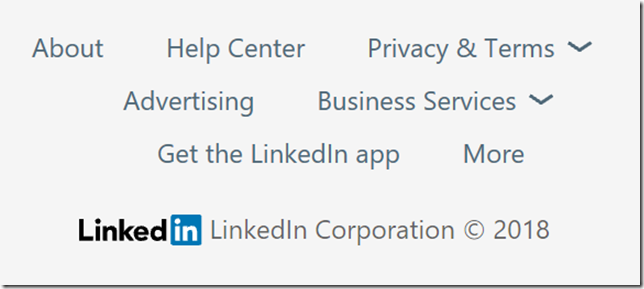 About Help Center Privacy & Terms
Advertising Business Services
Get the LinkedIn app More
Linkedin LinkedIn Corporation © 2018